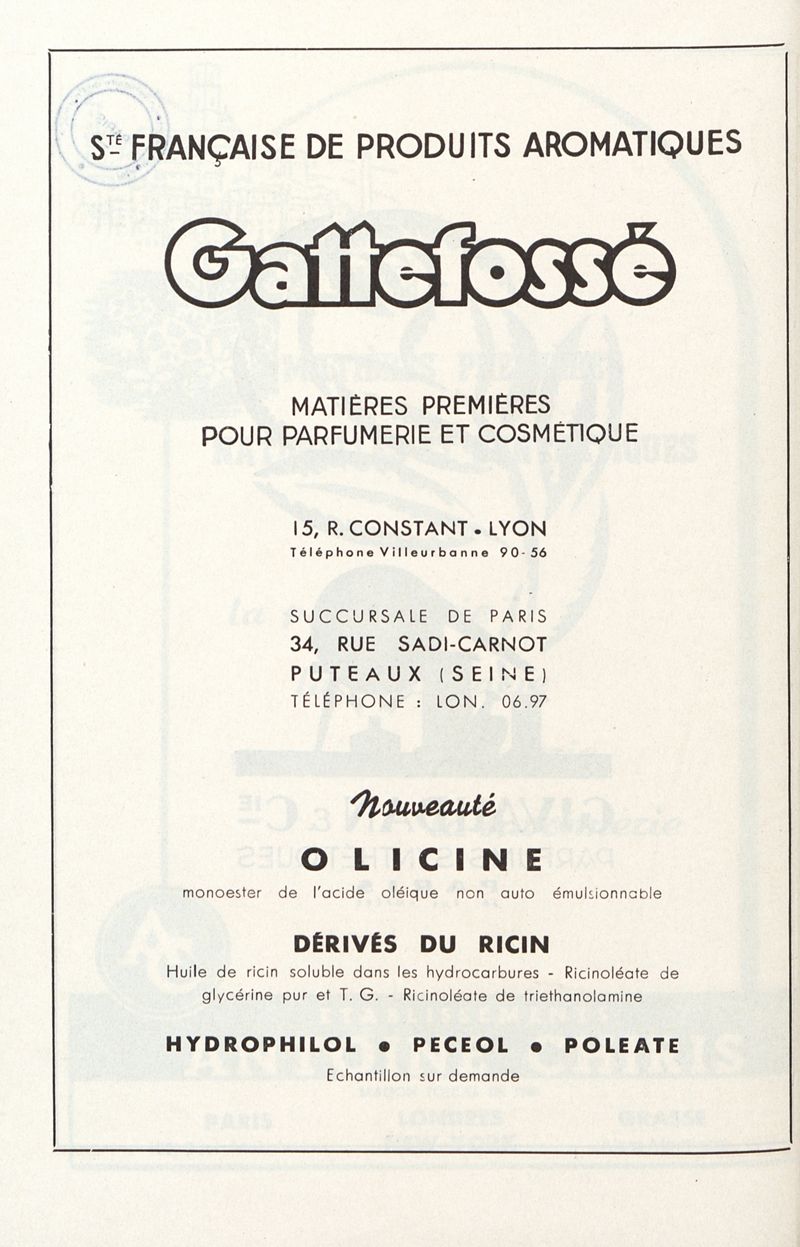 STÉ FRANÇAISE DE PRODUITS AROMATIQUES
Gattefossé
MATIÈRES PREMIÈRES
POUR PARFUMERIE ET COSMÉTIQUE
15, R. CONSTANT • LYON
Téléphone Villeurbanne 90-56
SUCCURSALE DE PARIS
34, RUE SADI-CARNOT
PUTEAUX (SEINE)
TÉLÉPHONE : LON. 06.97
Nouveauté
OLICINE
monoester de l'acide oléique non auto émulsionnable
DÉRIVÉS DU RICIN
Huile de ricin soluble dans les hydrocarbures - Ricinoléate de
glycérine pur et T. G. - Ricinoléate de triethanolamine
HYDROPHILOL • PECEOL • POLEATE
Echantillon sur demande